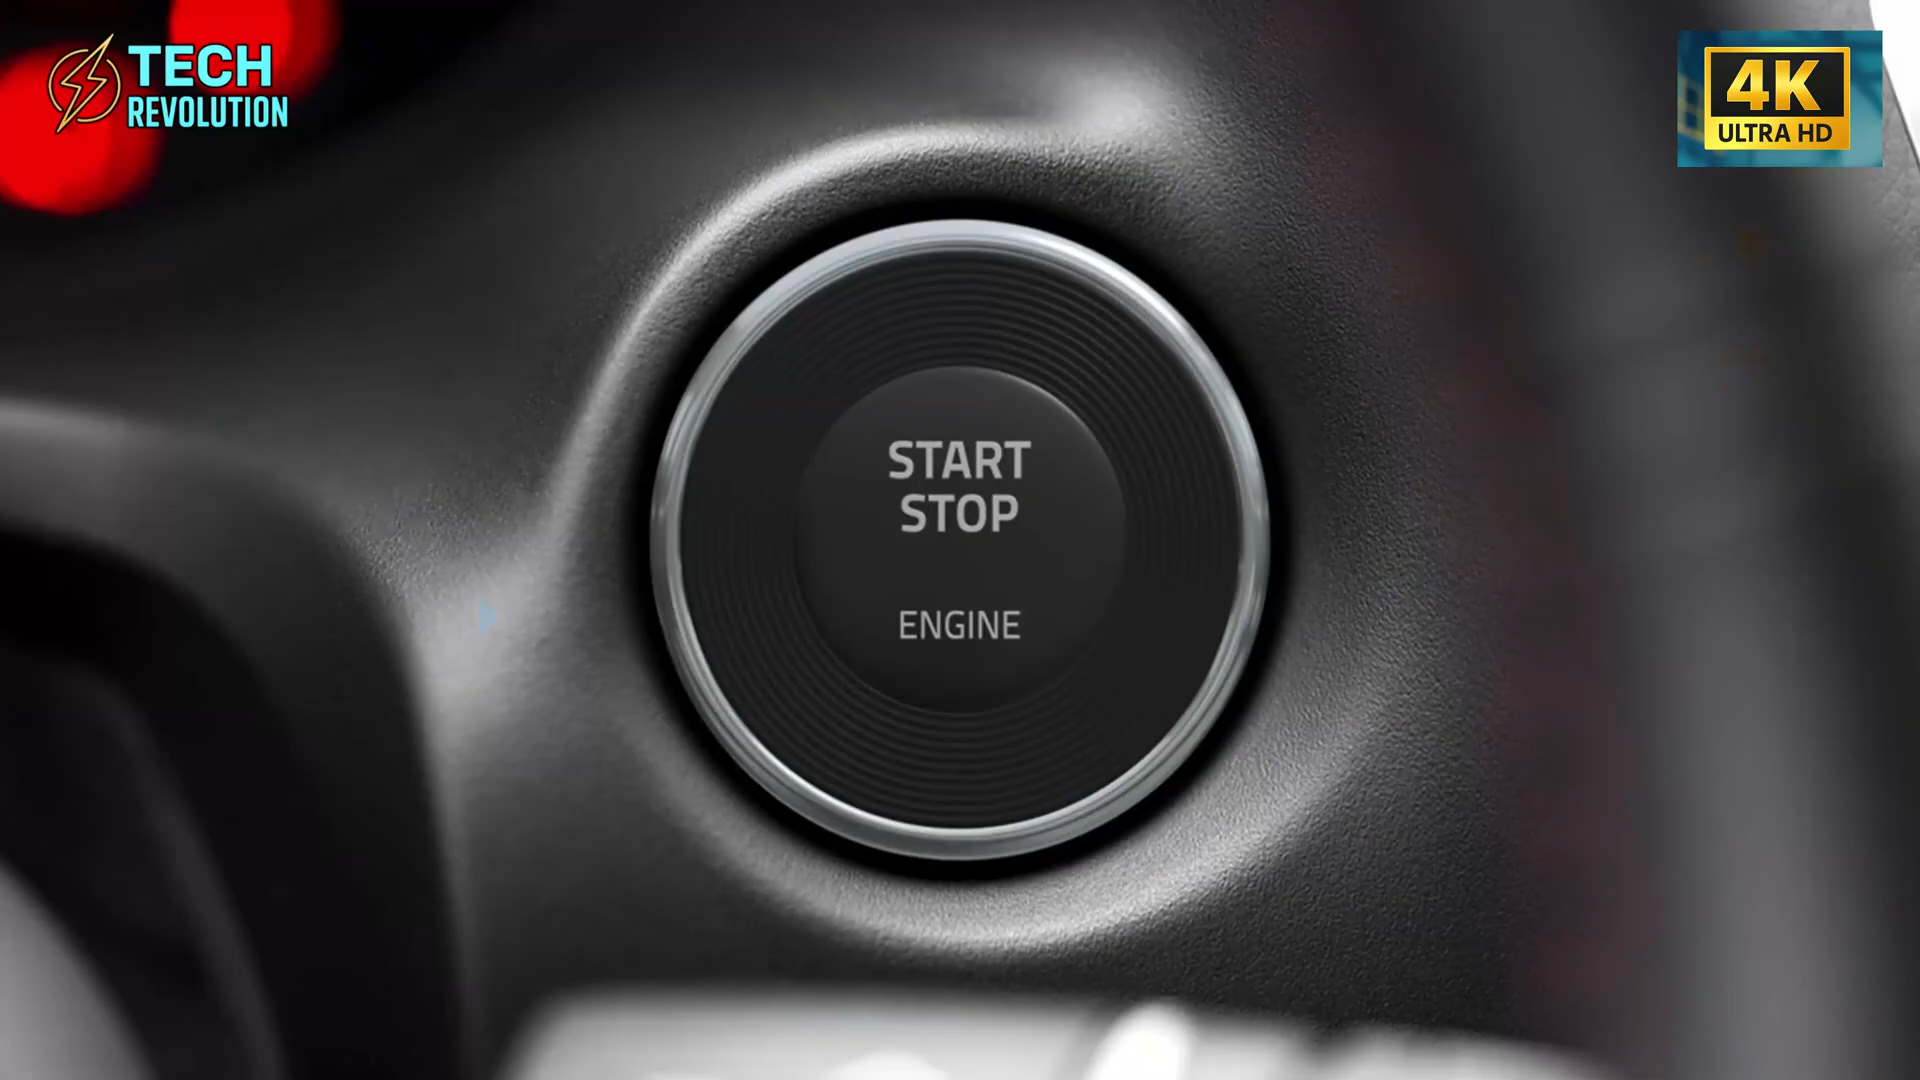 TECH
REVOLUTION
4K
ULTRA HD
START
STOP
ENGINE